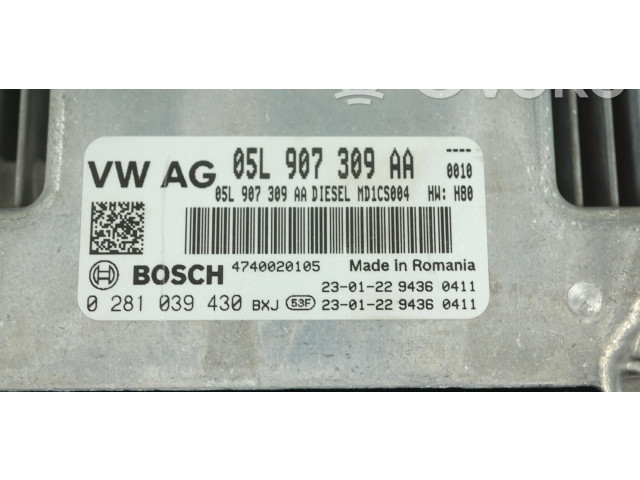 VW AG 05L 907 309 AA ----
0010
05L 907 309 AA DIESEL MD1CS004 HW: H80
BOSCH 4740020105 Made in Romania
23-01-22 9436 0411
0 281 039 430 BXJ 53F 23-01-22 9436 0411